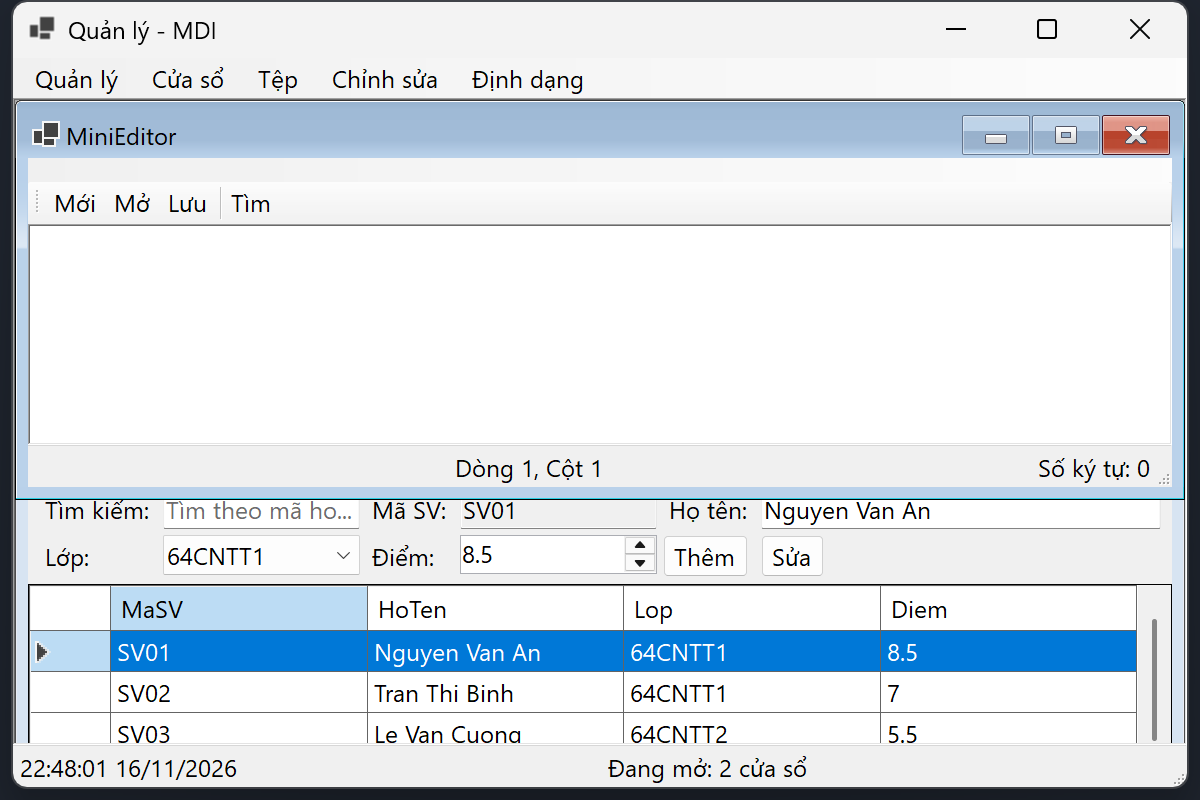 Quản lý - MDI
Quản lý Cửa sổ Tệp Chỉnh sửa Định dạng
MiniEditor
Mới Mở Lưu Tìm
Dòng 1, Cột 1 Số ký tự: 0
Tìm kiếm: Tìm theo mã ho... Mã SV: SV01 Họ tên: Nguyen Van An
Lớp: 64CNTT1 Điểm: 8.5 Thêm Sửa
MaSV HoTen Lop Diem
SV01 Nguyen Van An 64CNTT1 8.5
SV02 Tran Thi Binh 64CNTT1 7
SV03 Le Van Cuong 64CNTT2 5.5
22:48:01 16/11/2026 Đang mở: 2 cửa sổ